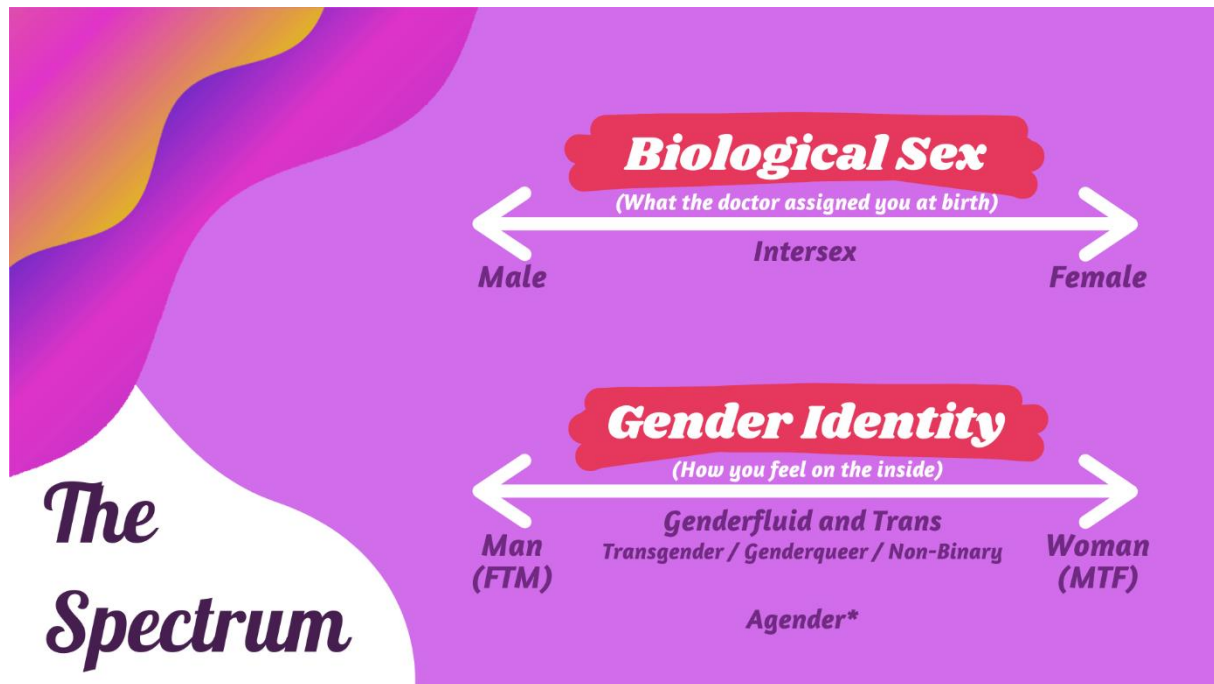 The
Spectrum
Biological Sex
(What the doctor assigned you at birth)
Intersex
Male
Female
Gender Identity
(How you feel on the inside)
Genderfluid and Trans
Transgender / Genderqueer / Non-Binary
Man
(FTM)
Woman
(MTF)
Agender*